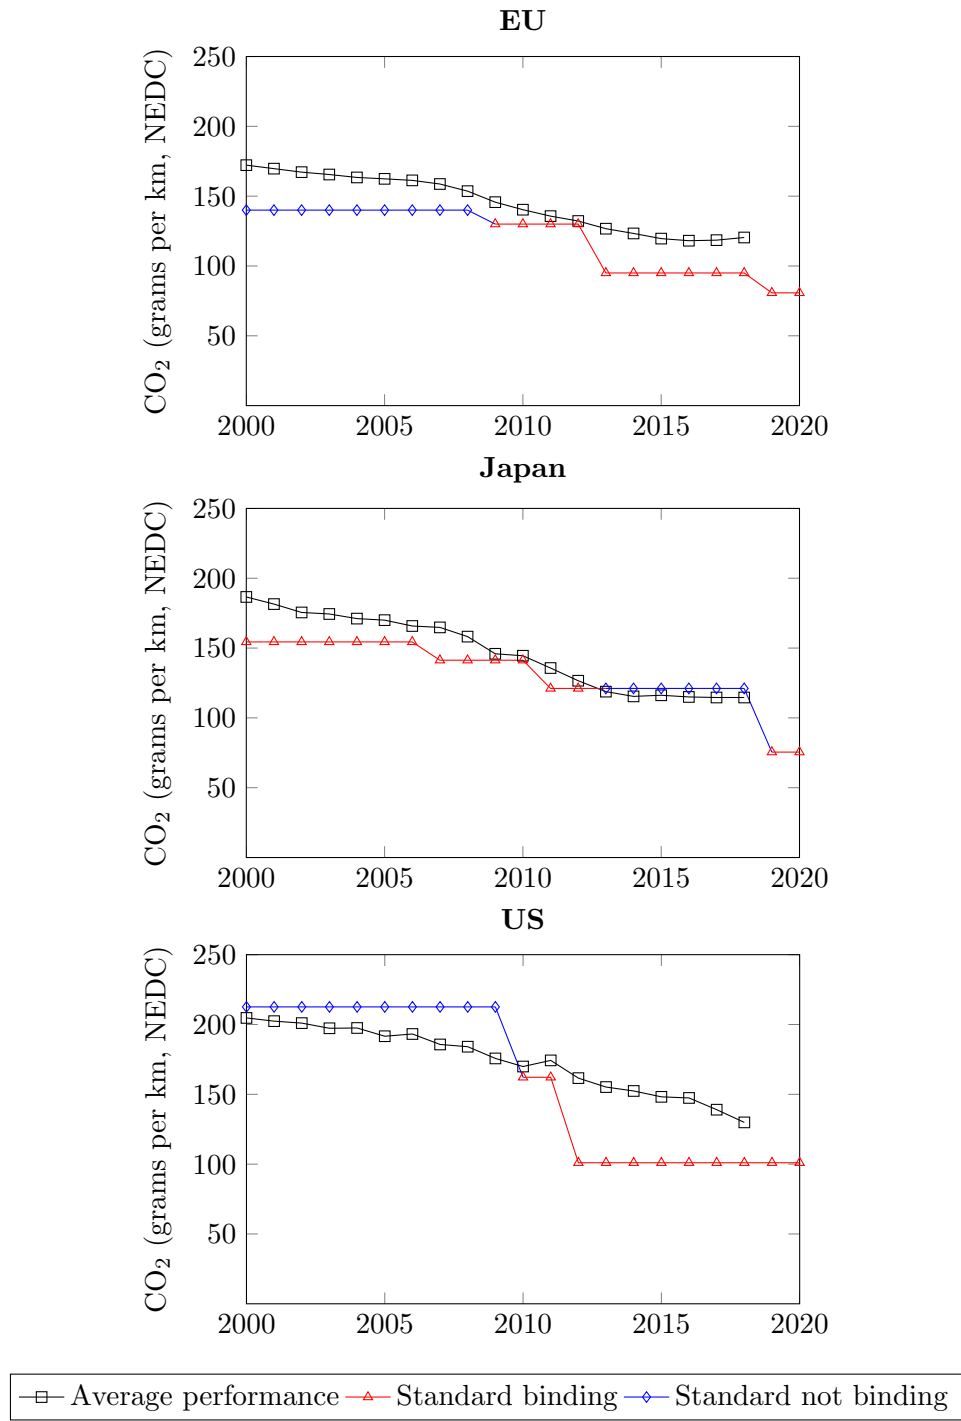 EU
CO₂ (grams per km, NEDC)
250
200
150
100
50
2000 2005 2010 2015 2020
Japan
CO₂ (grams per km, NEDC)
250
200
150
100
50
2000 2005 2010 2015 2020
US
CO₂ (grams per km, NEDC)
250
200
150
100
50
2000 2005 2010 2015 2020
Average performance Standard binding Standard not binding